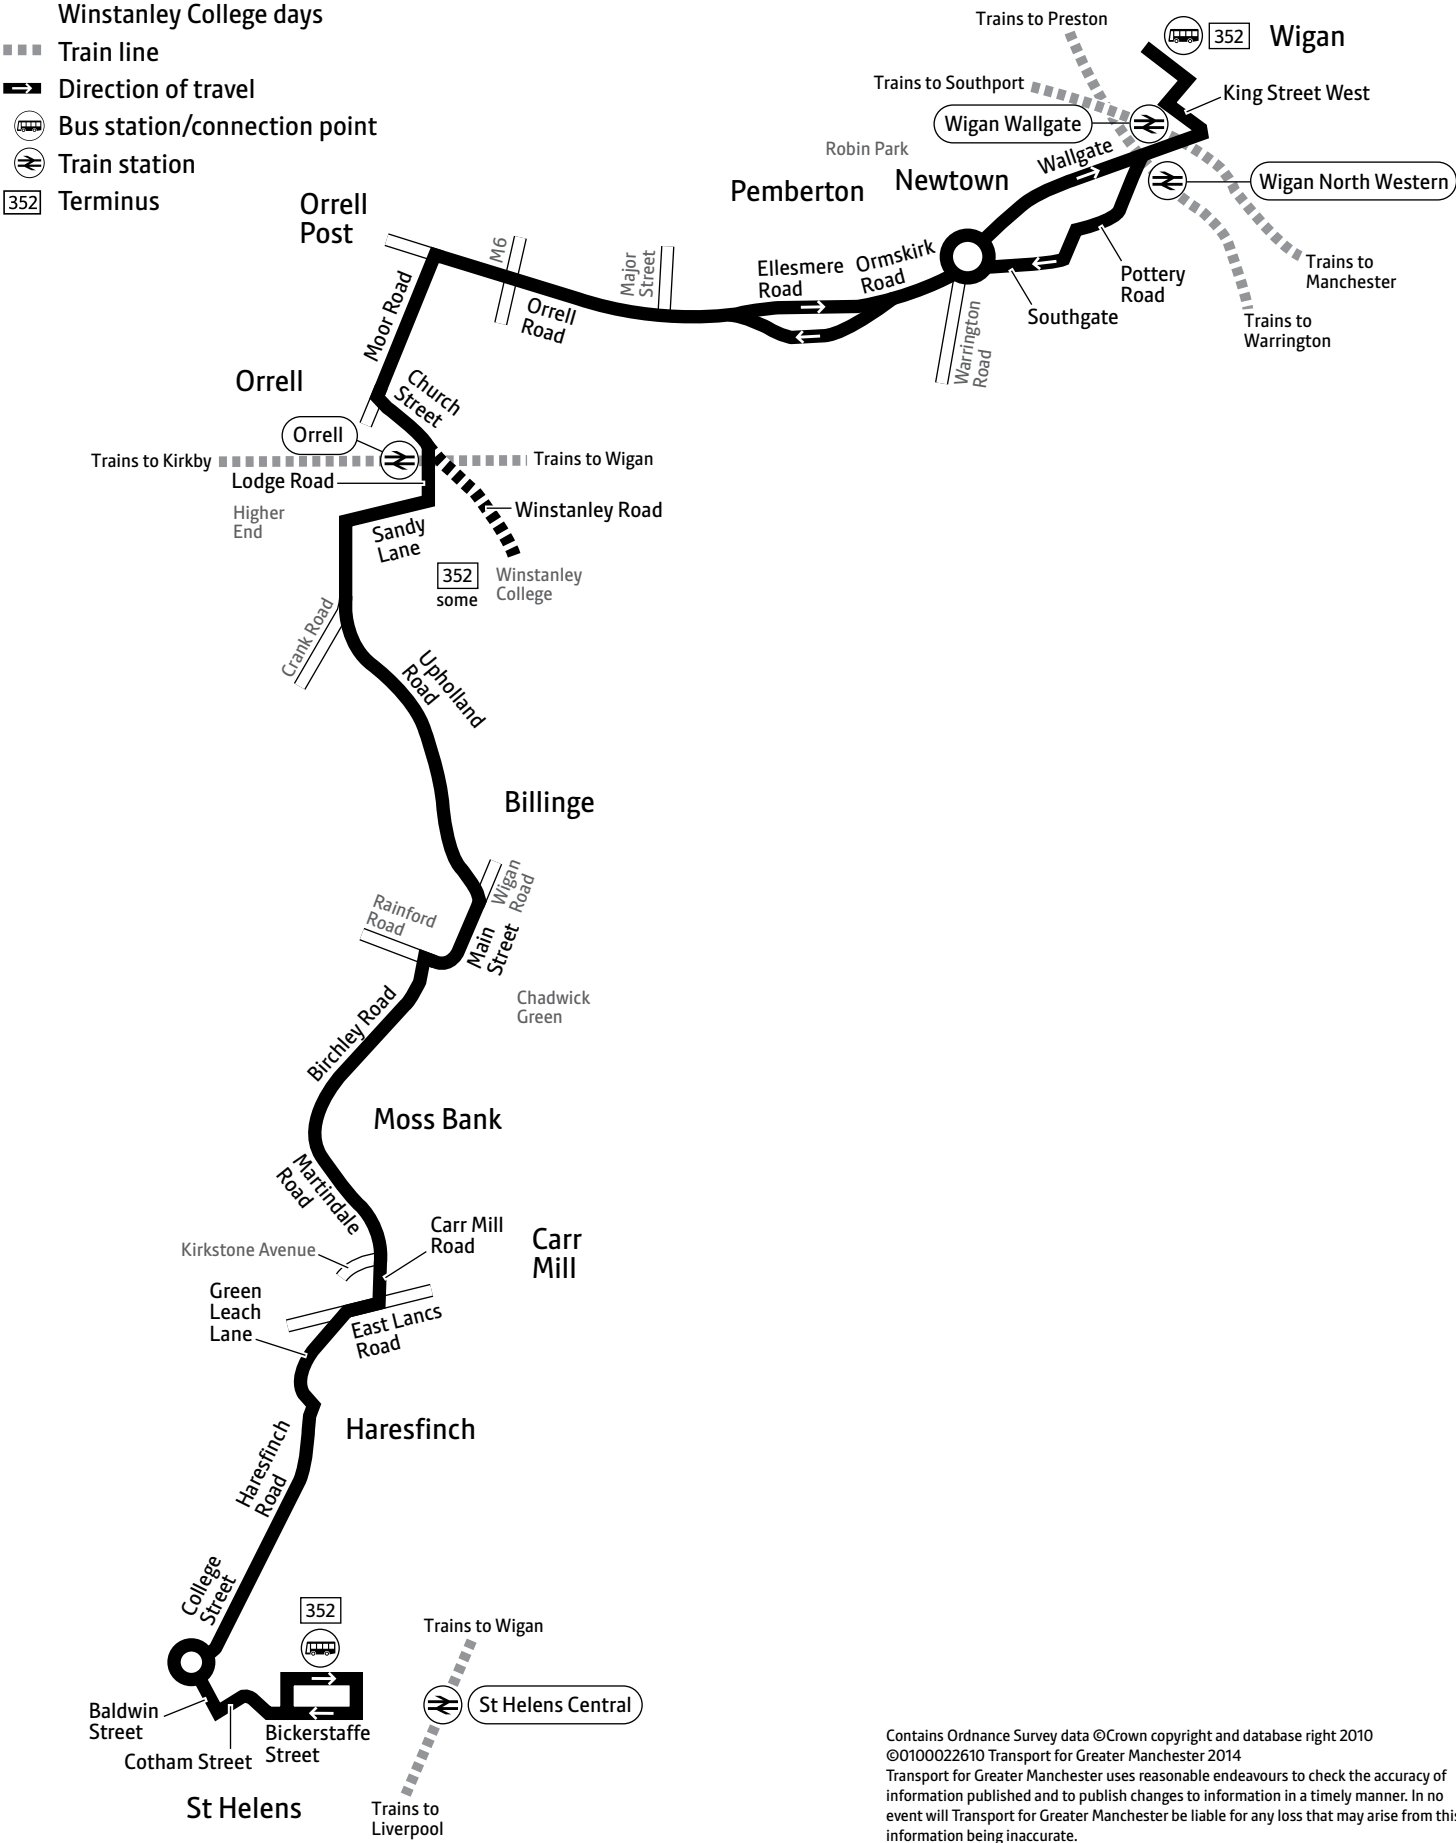 Winstanley College days
Train line
Direction of travel
Bus station/connection point
Train station
352 Terminus
Trains to Preston
352
Wigan
Trains to Southport
King Street West
Wigan Wallgate
Robin Park
Wallgate
Newtown
Pemberton
Wigan North Western
Orrell
Post
M6
Major
Street
Ellesmere
Road
Ormskirk
Road
Pottery
Road
Trains to
Manchester
Southgate
Trains to
Warrington
Moor Road
Orrell
Road
Warrington
Road
Orrell
Church
Street
Orrell
Trains to Kirkby
Trains to Wigan
Lodge Road
Higher
End
Winstanley Road
Sandy
Lane
352
some
Winstanley
College
Crank Road
Upholland
Road
Billinge
Wigan
Road
Rainford
Road
Main
Street
Chadwick
Green
Birchley Road
Moss Bank
Martindale
Road
Carr Mill
Road
Carr
Mill
Kirkstone Avenue
Green
Leach
Lane
East Lancs
Road
Haresfinch
Haresfinch
Road
College
Street
352
Trains to Wigan
St Helens Central
Baldwin
Street
Bickerstaffe
Street
Cotham Street
St Helens
Trains to
Liverpool
Contains Ordnance Survey data ©Crown copyright and database right 2010
©0100022610 Transport for Greater Manchester 2014
Transport for Greater Manchester uses reasonable endeavours to check the accuracy of
information published and to publish changes to information in a timely manner. In no
event will Transport for Greater Manchester be liable for any loss that may arise from this
information being inaccurate.